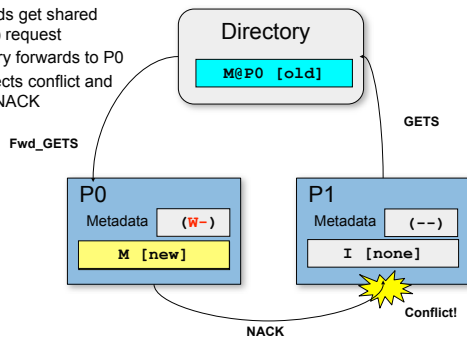 ds get shared
) request
ry forwards to P0
cts conflict and
NACK
Directory
M@P0 [old]
GETS
Fwd_GETS
P0
Metadata (W-)
M [new]
P1
Metadata (--)
I [none]
Conflict!
NACK